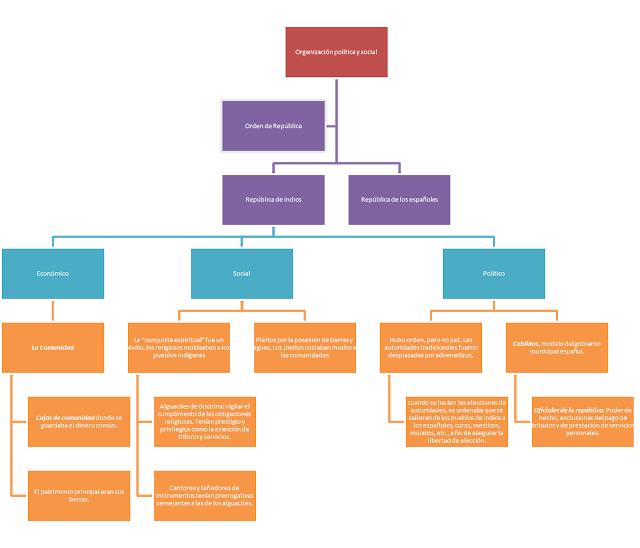 Organización política y social
Orden de República
República de indios
República de los españoles
Económico
Social
Político
La Comunidad
La "conquista espiritual" fue un
éxito, los religiosos moldeaban a los
pueblos indígenas
Pleitos por la posesión de tierras y
aguas. Los pleitos costaban mucho a
las comunidades
Hubo orden, pero no paz. Las
autoridades tradicionales fueron
desplazadas por advenedizos.
Cabildos, modelo del gobierno
municipal español.
Cajas de comunidad donde se
guardaba el dinero común.
Alguaciles de doctrina: vigilar el
cumplimiento de las obligaciones
religiosas. Tenían prestigio y
privilegios como la exención de
tributo y servicios.
cuando se hacían las elecciones de
autoridades, se ordenaba que se
salieran de los pueblos de indios a
los españoles, curas, mestizos,
mulatos, etc., a fin de asegurar la
libertad de elección.
Oficiales de la república: Poder de
hecho, exclusiones del pago de
tributos y de prestación de servicios
personales.
El patrimonio principal eran sus
tierras.
Cantores y tañedores de
instrumentos tenían prerrogativas
semejantes a las de los alguaciles.